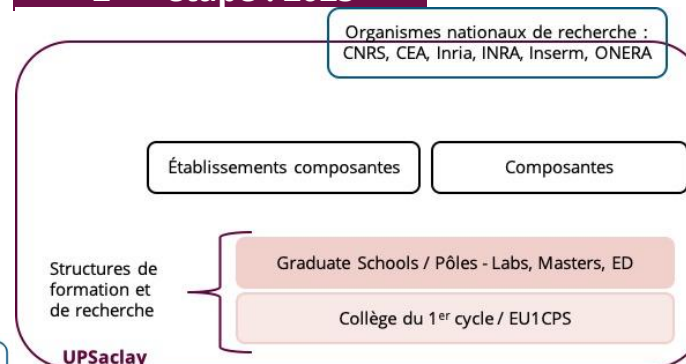 Organismes nationaux de recherche :
CNRS, CEA, Inria, INRA, Inserm, ONERA
Établissements composantes
Composantes
Structures de
formation et
de recherche
Graduate Schools / Pôles - Labs, Masters, ED
Collège du 1er cycle / EU1CPS
UPSaclay